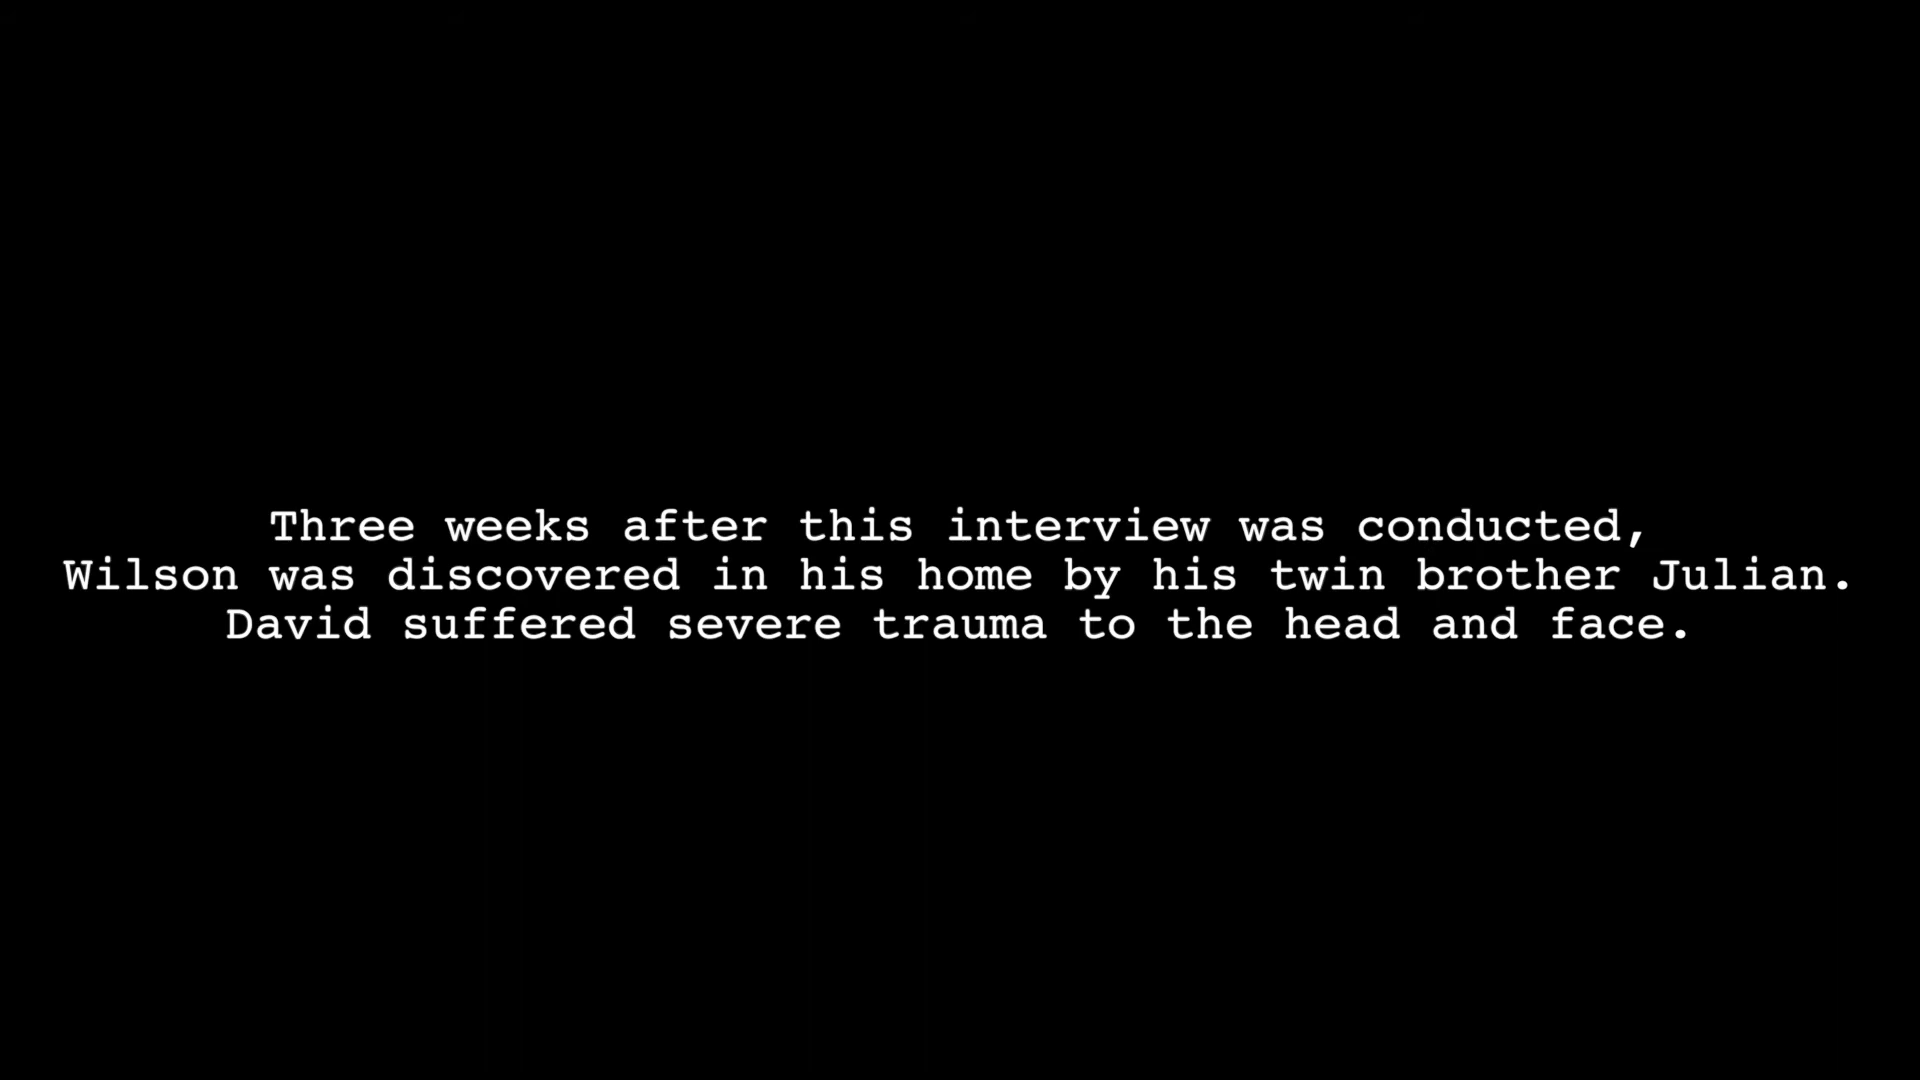 Three weeks after this interview was conducted,
Wilson was discovered in his home by his twin brother Julian.
David suffered severe trauma to the head and face.